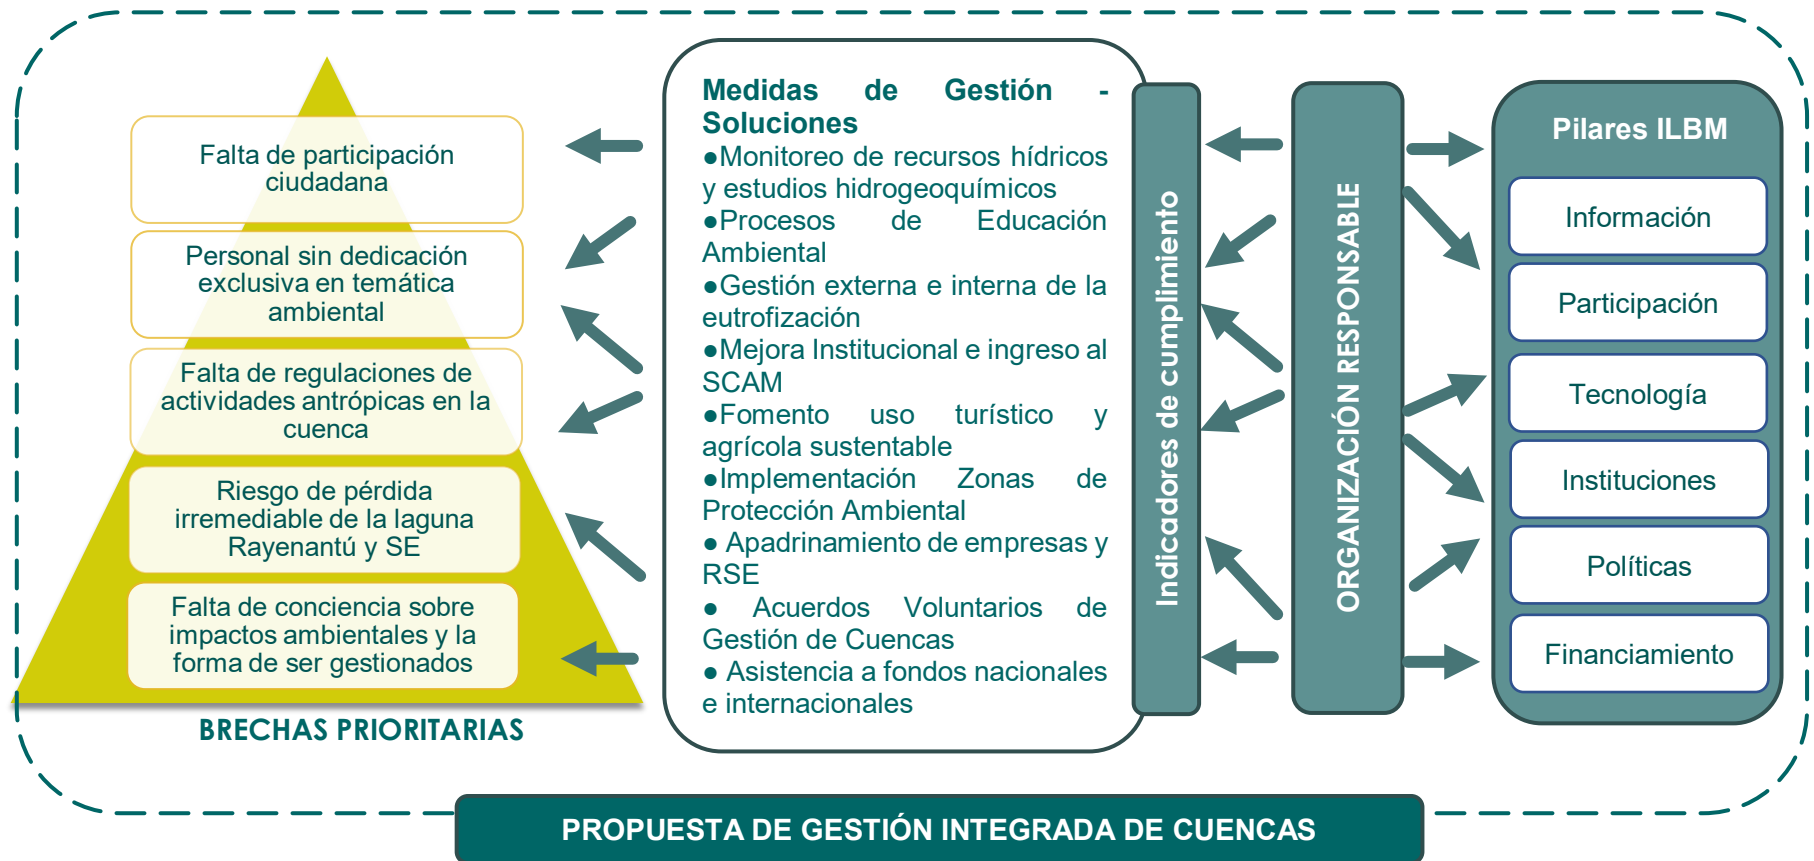 Falta de participación
ciudadana
Personal sin dedicación
exclusiva en temática
ambiental
Falta de regulaciones de
actividades antrópicas en la
cuenca
Riesgo de pérdida
irremediable de la laguna
Rayenantú y SE
Falta de conciencia sobre
impactos ambientales y la
forma de ser gestionados
BRECHAS PRIORITARIAS
Medidas de Gestión -
Soluciones
●Monitoreo de recursos hídricos
y estudios hidrogeoquímicos
●Procesos de Educación
Ambiental
●Gestión externa e interna de la
eutrofización
●Mejora Institucional e ingreso al
SCAM
●Fomento uso turístico y
agrícola sustentable
●Implementación Zonas de
Protección Ambiental
● Apadrinamiento de empresas y
RSE
● Acuerdos Voluntarios de
Gestión de Cuencas
● Asistencia a fondos nacionales
e internacionales
Indicadores de cumplimiento
ORGANIZACIÓN RESPONSABLE
Pilares ILBM
Información
Participación
Tecnología
Instituciones
Políticas
Financiamiento
PROPUESTA DE GESTIÓN INTEGRADA DE CUENCAS